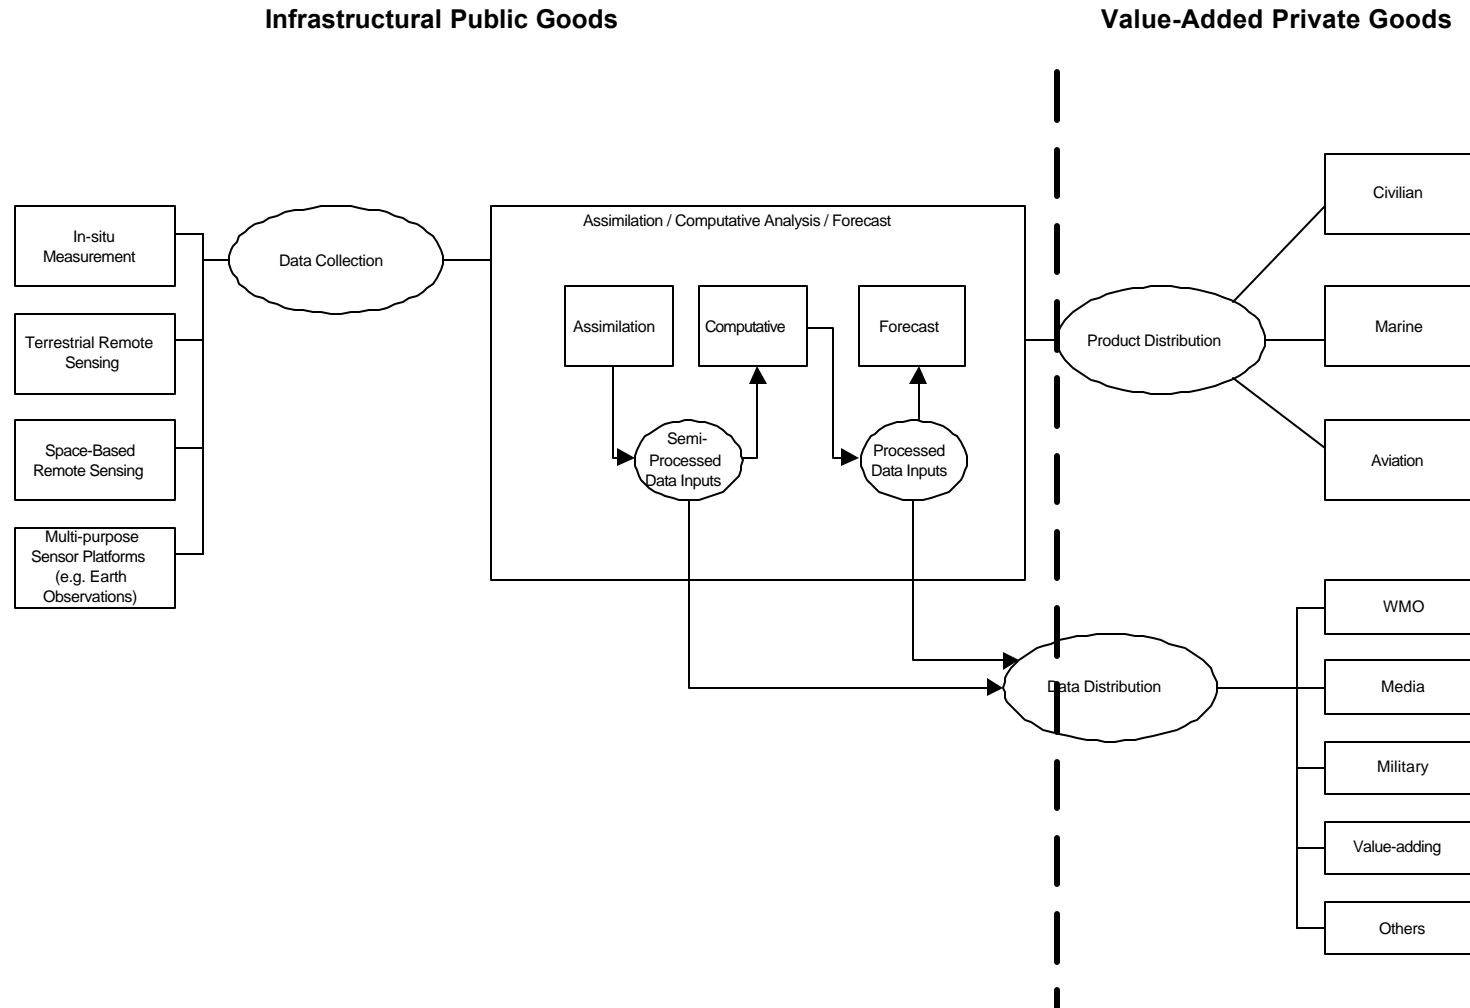 Infrastructural Public Goods
Value-Added Private Goods
In-situ
Measurement
Terrestrial Remote
Sensing
Space-Based
Remote Sensing
Multi-purpose
Sensor Platforms
(e.g. Earth
Observations)
Data Collection
Assimilation / Computative Analysis / Forecast
Assimilation
Computative
Forecast
Semi-
Processed
Data Inputs
Processed
Data Inputs
Product Distribution
Data Distribution
Civilian
Marine
Aviation
WMO
Media
Military
Value-adding
Others